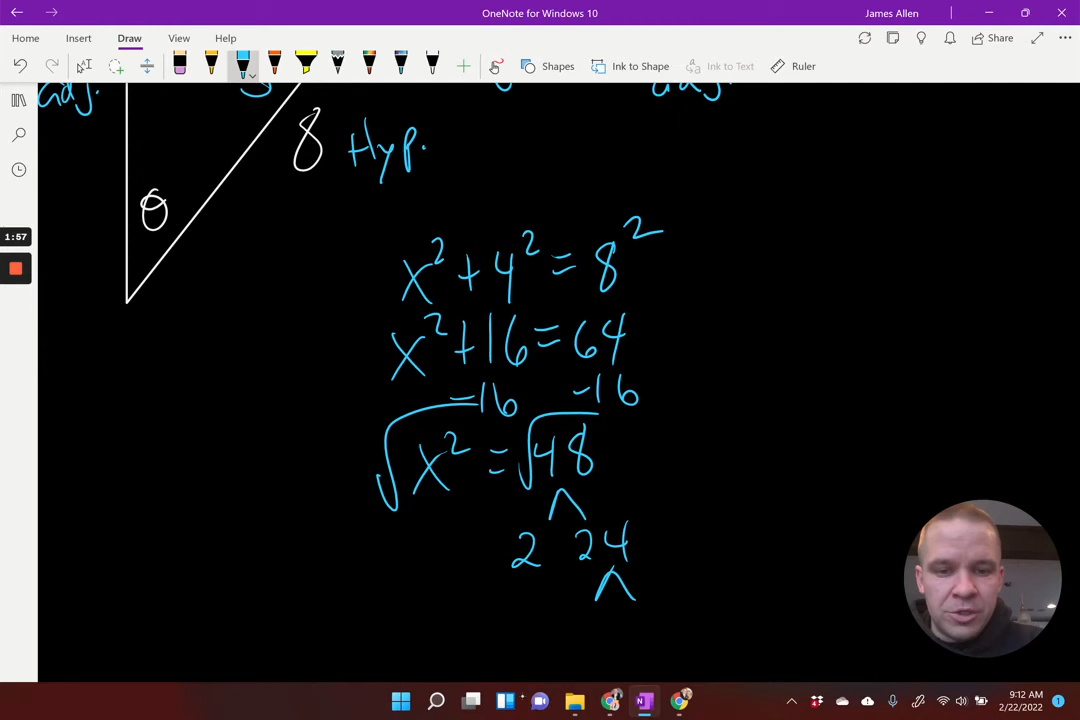 OneNote for Windows 10
James Allen
Home Insert Draw View Help
Share
Shapes Ink to Shape Ink to Text Ruler
adj. adj.
8 Hyp.
θ
1:57
x² + 4² = 8²
x² + 16 = 64
-16 -16
√x² = √48
2 24
9:12 AM
2/22/2022